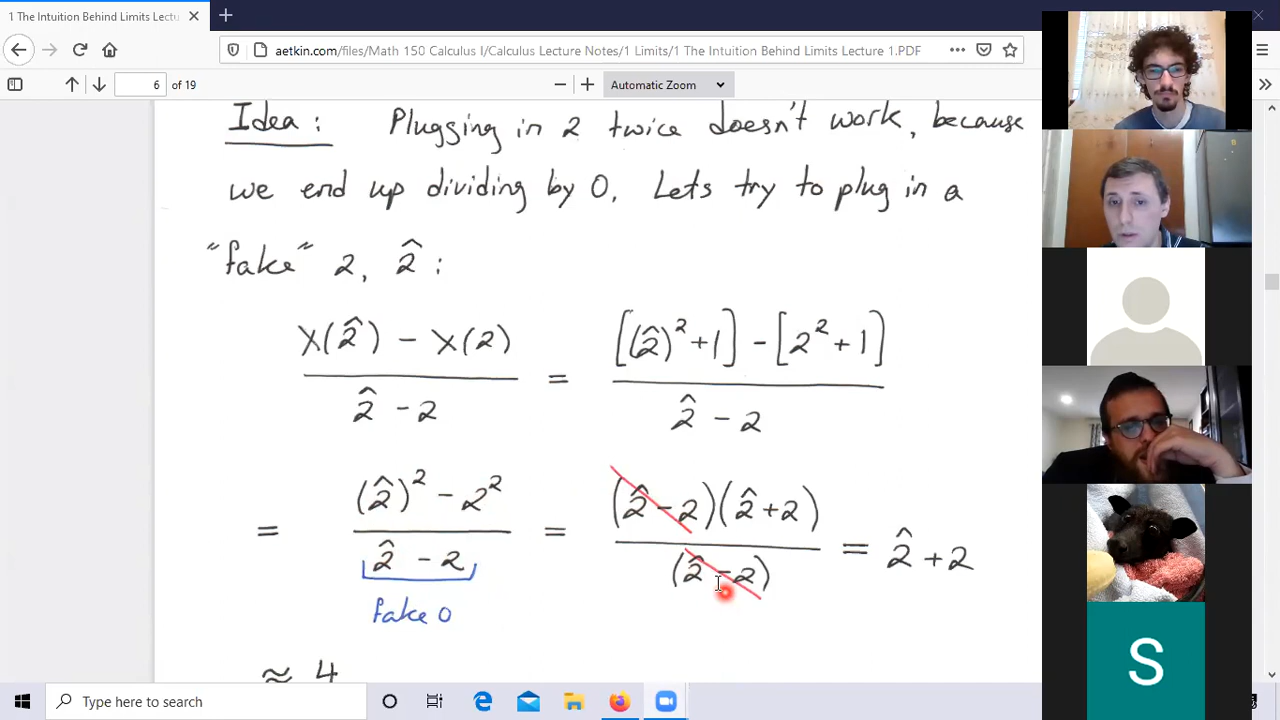 1 The Intuition Behind Limits Lectu
aetkin.com/files/Math 150 Calculus I/Calculus Lecture Notes/1 Limits/1 The Intuition Behind Limits Lecture 1.PDF
6 of 19
Automatic Zoom
Idea: Plugging in 2 twice doesn't work, because
we end up dividing by 0. Lets try to plug in a
"fake" 2, 2̂ :
X(2̂) - X(2) / 2̂ - 2 = [(2̂)² + 1] - [2² + 1] / 2̂ - 2
= (2̂)² - 2² / 2̂ - 2 = (2̂ - 2)(2̂ + 2) / (2̂ - 2) = 2̂ + 2
fake 0
≈ 4
S
Type here to search